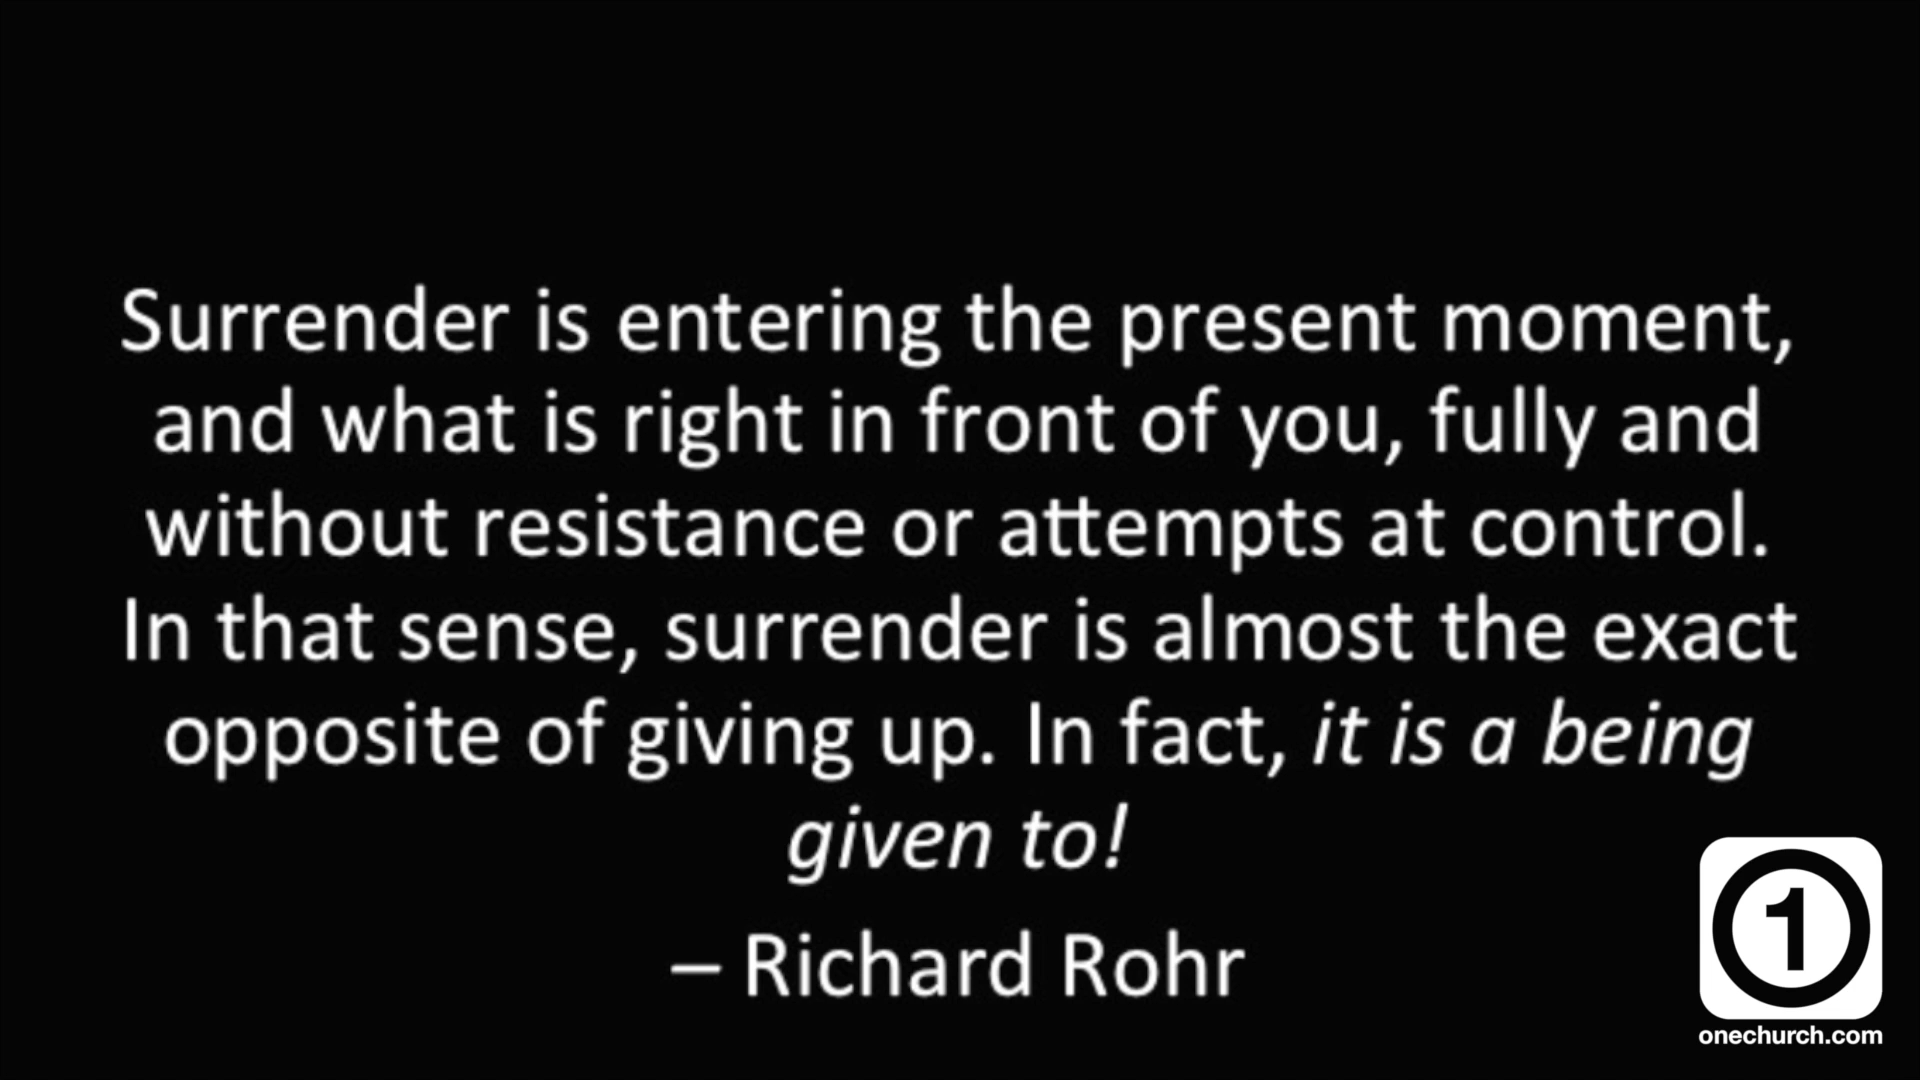 Surrender is entering the present moment,
and what is right in front of you, fully and
without resistance or attempts at control.
In that sense, surrender is almost the exact
opposite of giving up. In fact, it is a being
given to!
– Richard Rohr
1
onechurch.com